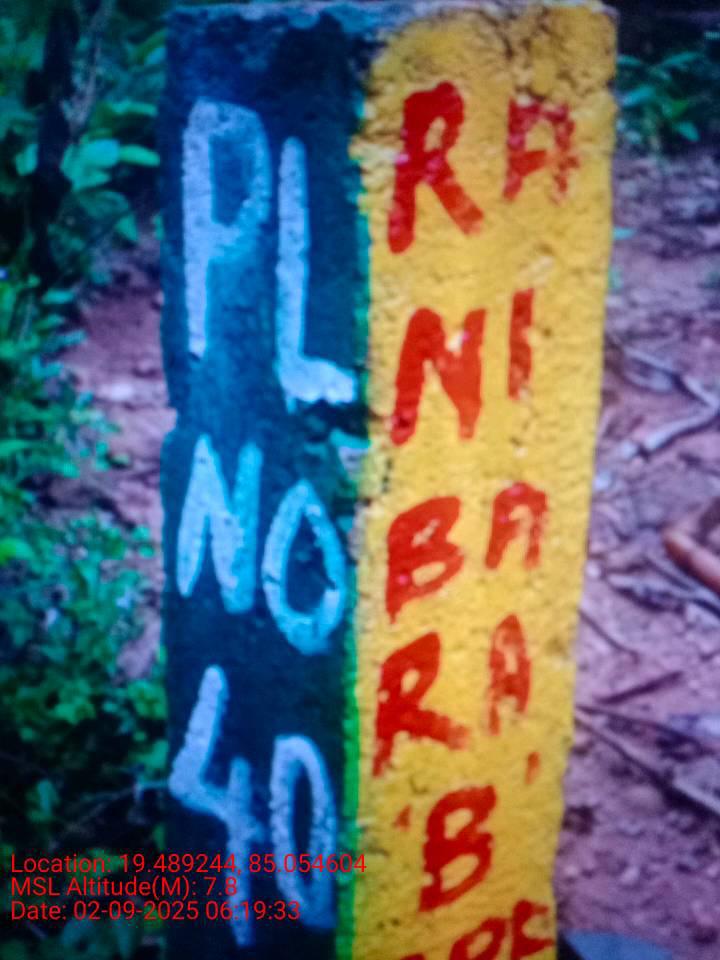 PL
NO
40
RA
NI
BA
RA
'B'
Location: 19.489244, 85.054604
MSL Altitude(M): 7.8
Date: 02-09-2025 06:19:33